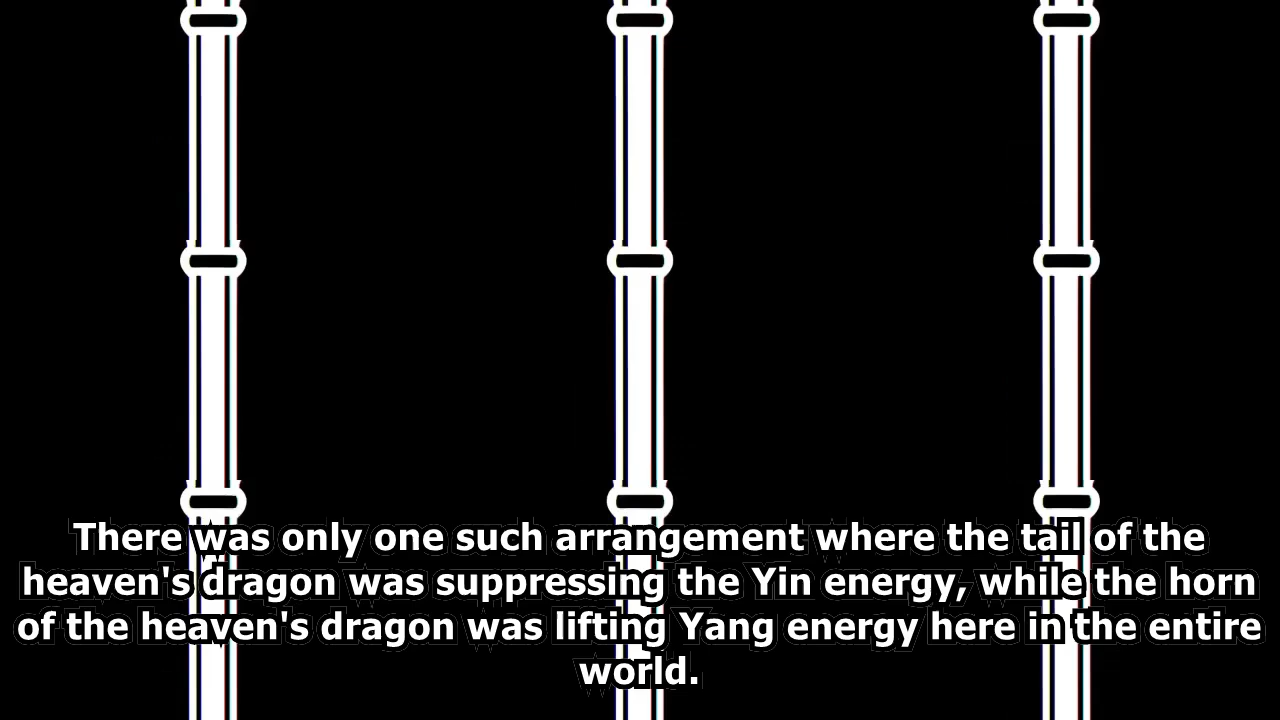 There was only one such arrangement where the tail of the
heaven's dragon was suppressing the Yin energy, while the horn
of the heaven's dragon was lifting Yang energy here in the entire
world.